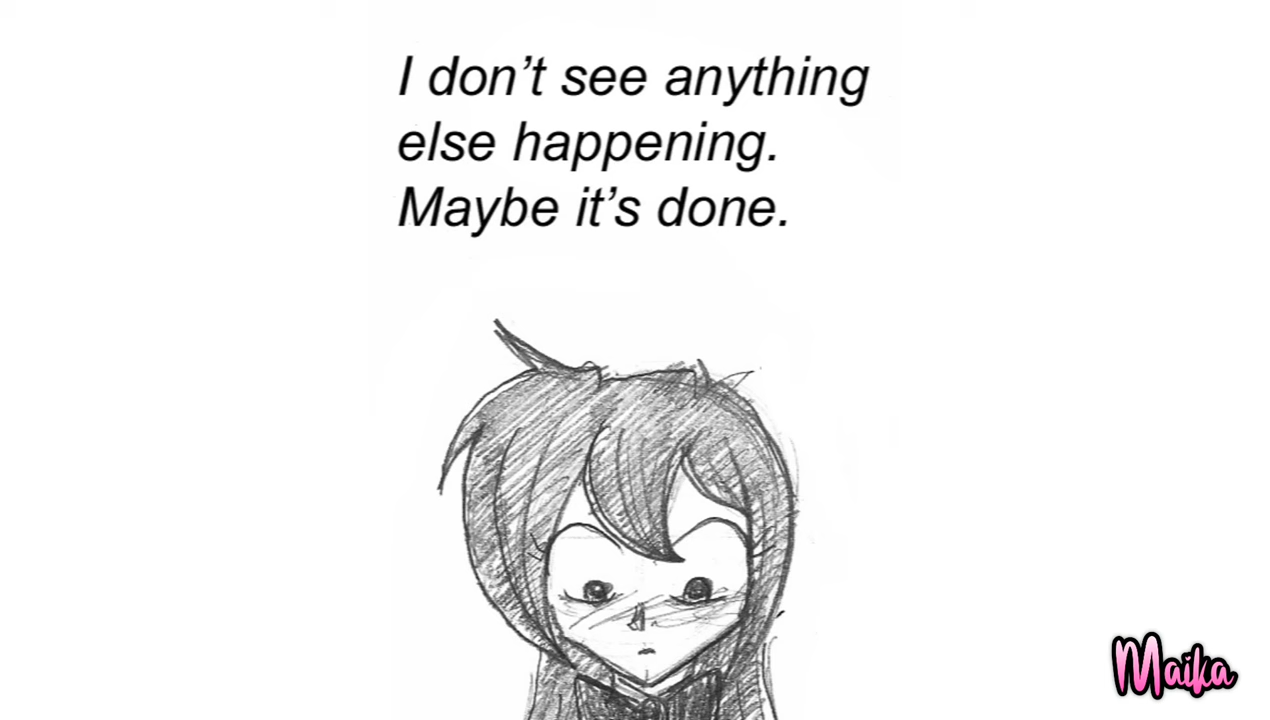 I don’t see anything
else happening.
Maybe it’s done.
Maika